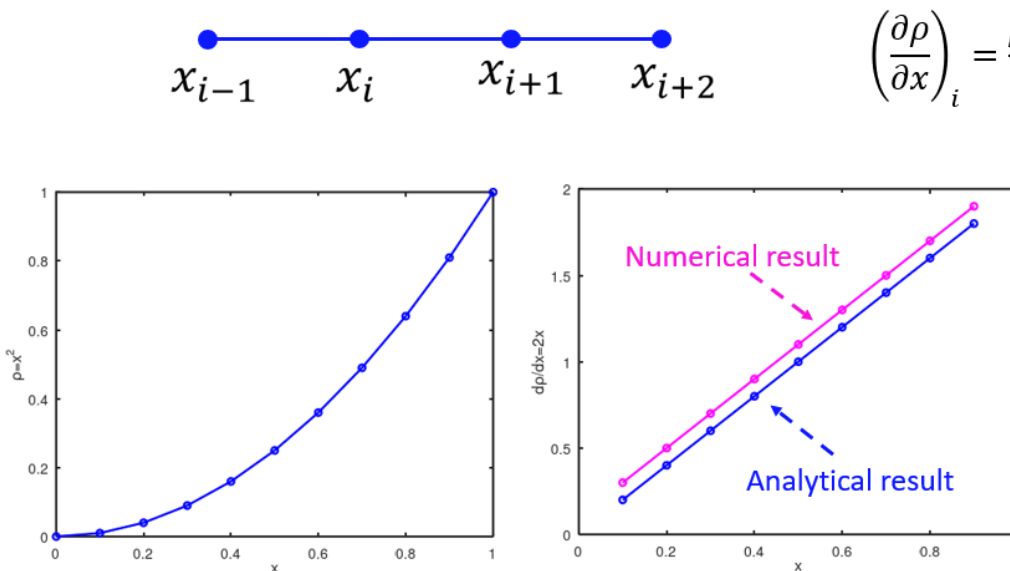 x_{i−1} x_i x_{i+1} x_{i+2}
(∂ρ/∂x)_i =
1
0.8
0.6
0.4
0.2
0
ρ=x²
0 0.2 0.4 0.6 0.8 1
x
2
1.5
1
0.5
0
dρ/dx=2x
Numerical result
Analytical result
0 0.2 0.4 0.6 0.8
x